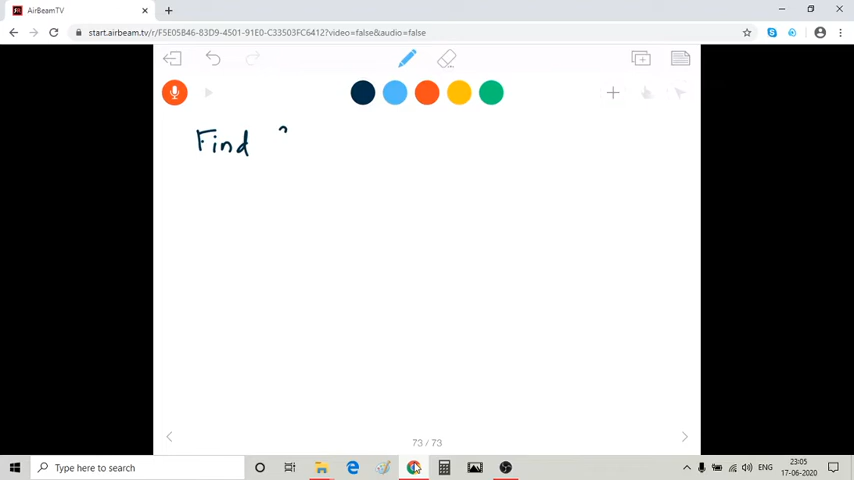 AirBeamTV
start.airbeam.tv/r/F5E05B46-83D9-4501-91E0-C33503FC6412?video=false&audio=false
Find
73 / 73
Type here to search
ENG
23:05
17-06-2020